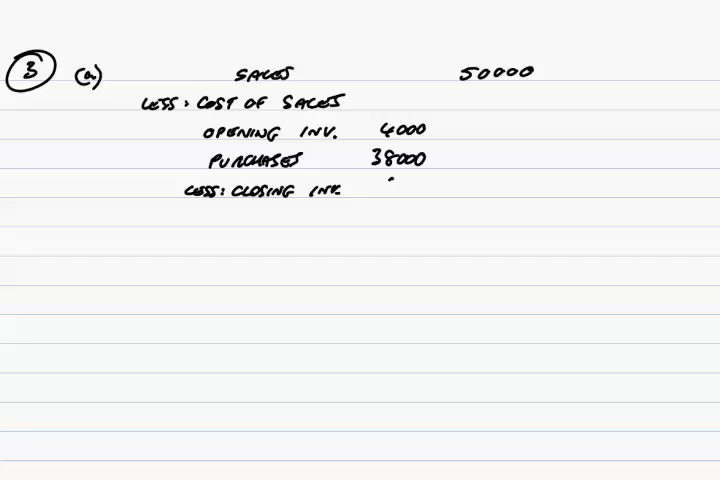 3 (a) SALES 50000
LESS: COST OF SALES
OPENING INV. 4000
PURCHASES 38000
LESS: CLOSING INV.